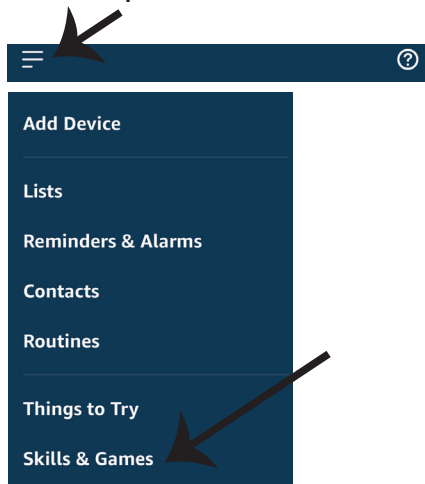 ?
Add Device
Lists
Reminders & Alarms
Contacts
Routines
Things to Try
Skills & Games